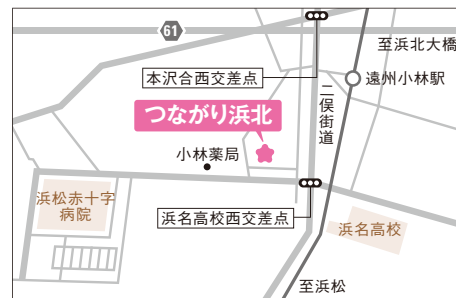 61
至浜北大橋
本沢合西交差点
遠州小林駅
二俣街道
つながり浜北
小林薬局
浜松赤十字
病院
浜名高校西交差点
浜名高校
至浜松